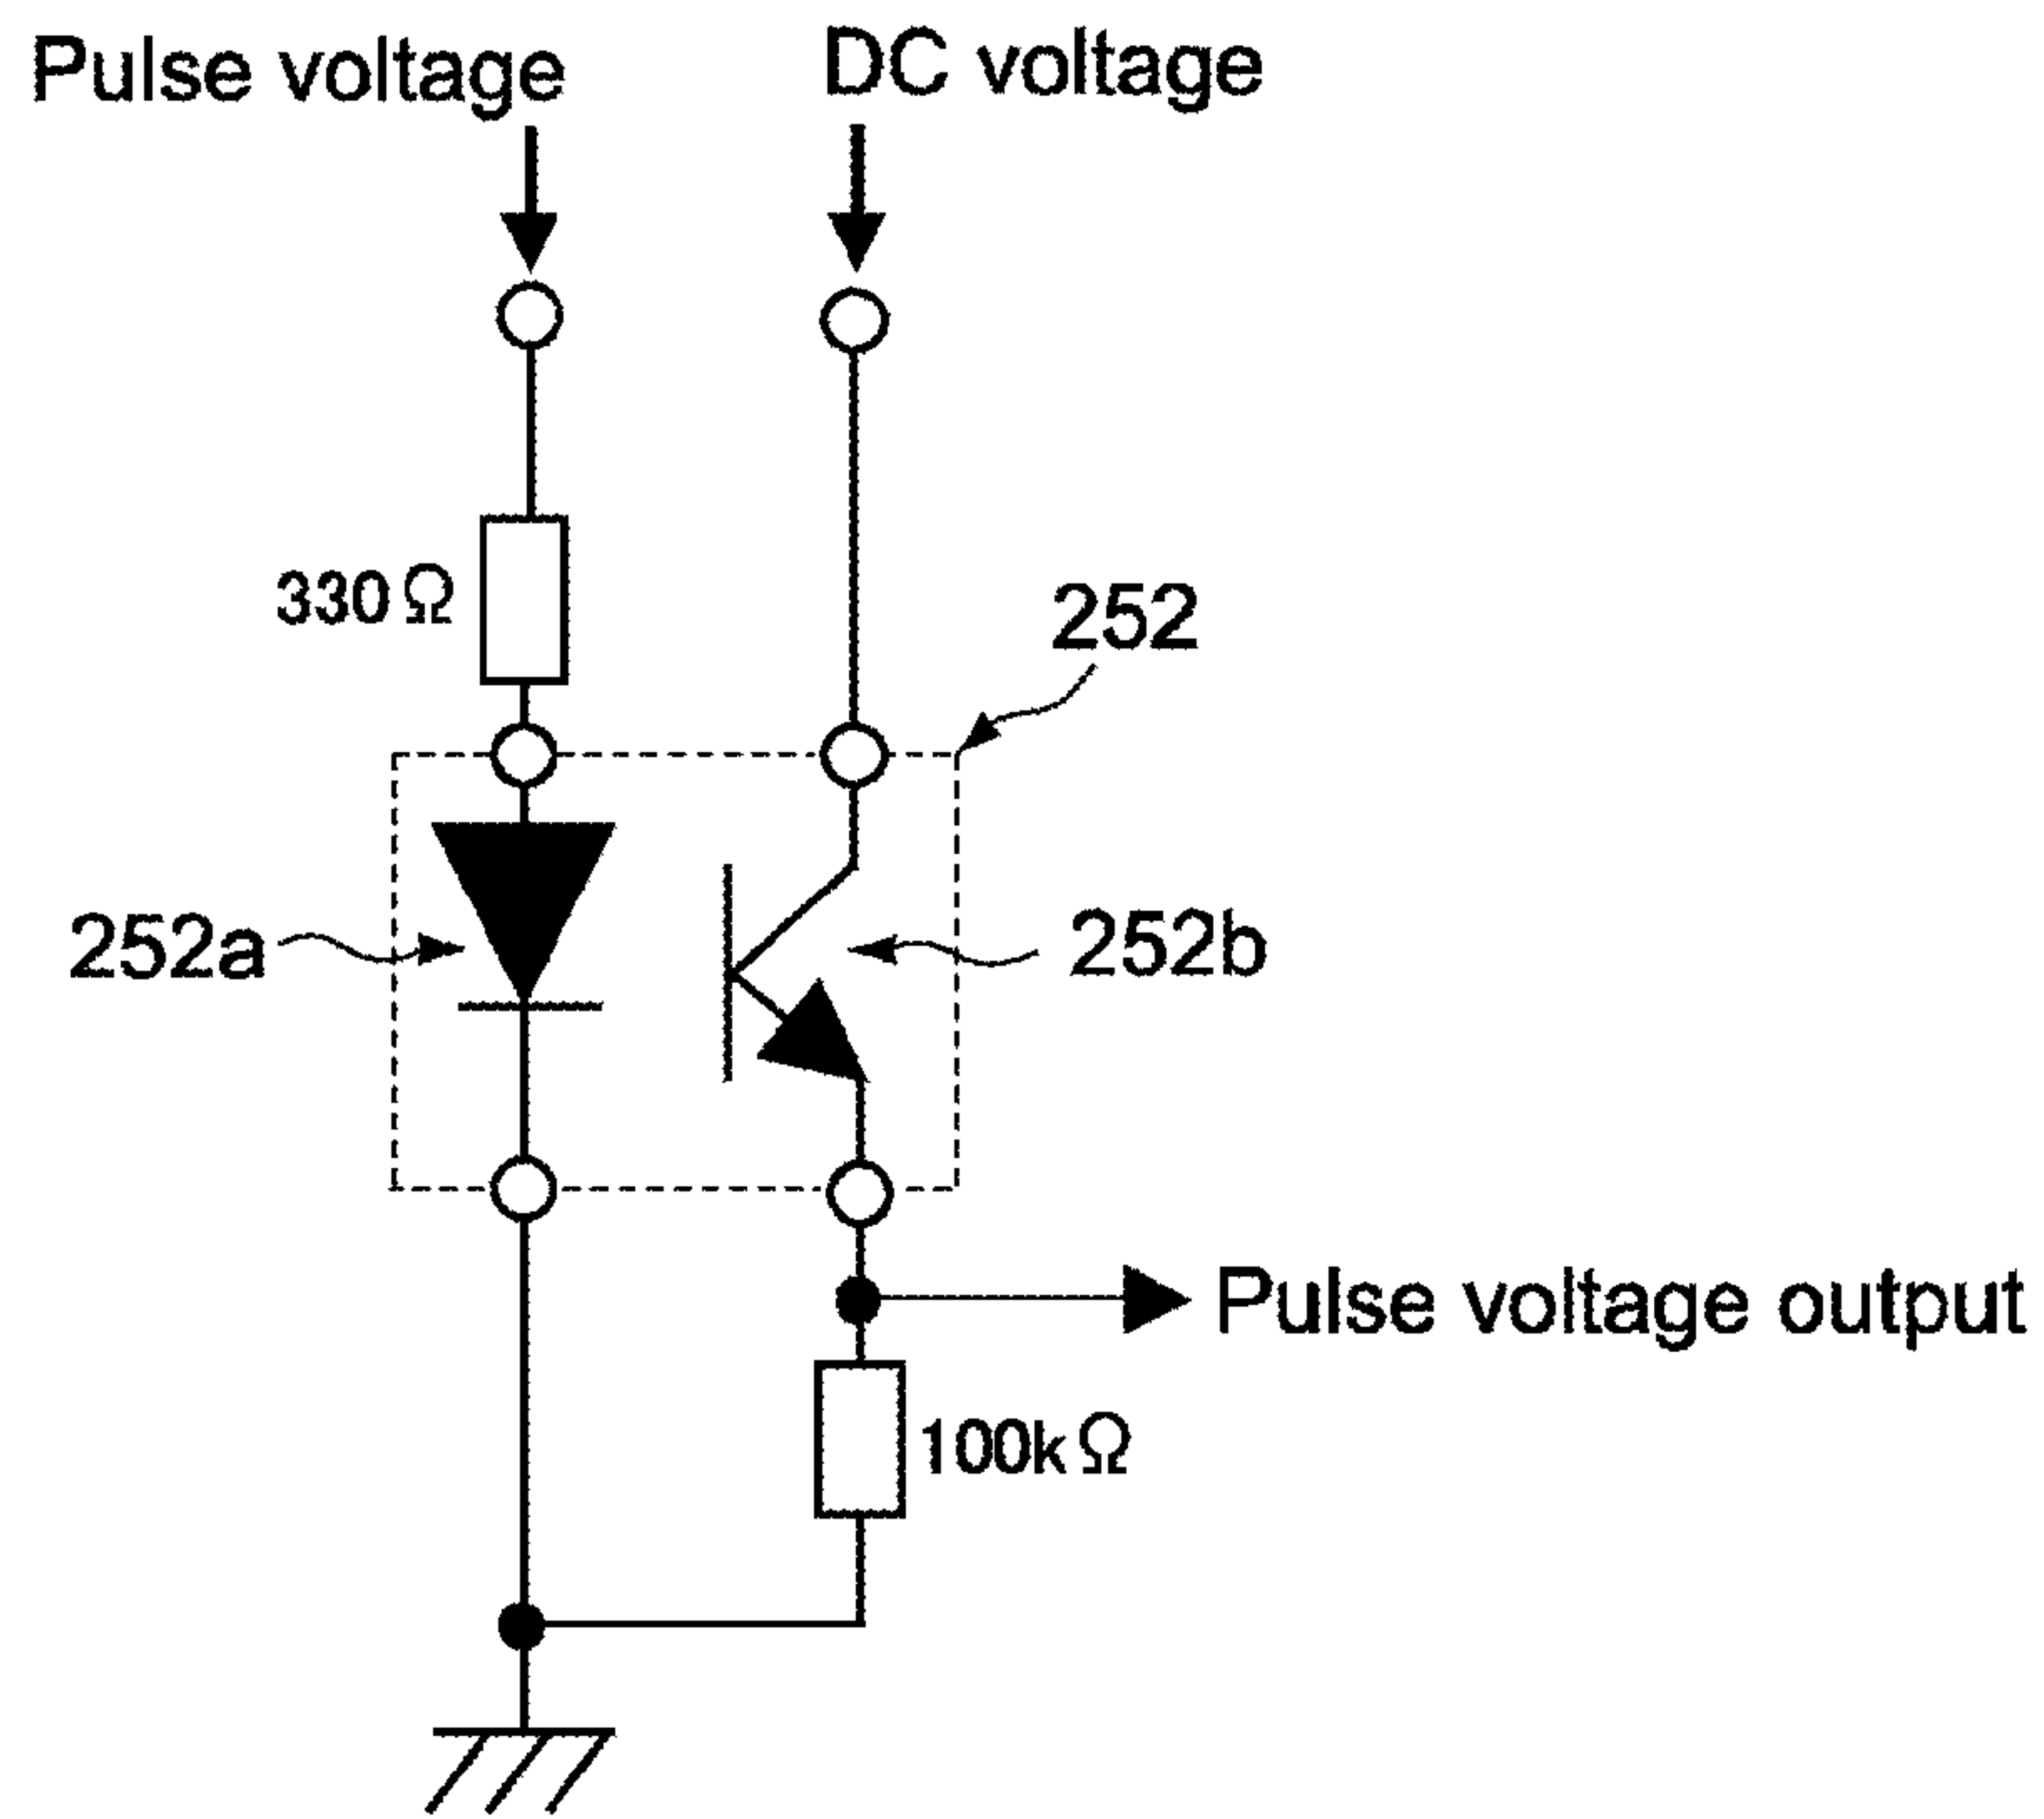 Pulse voltage
DC voltage
330Ω
252
252a
252b
Pulse voltage output
100kΩ